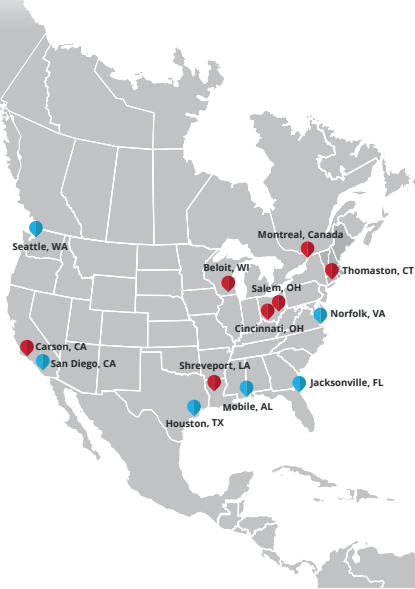 Montreal, Canada
Seattle, WA
Beloit, WI
Thomaston, CT
Salem, OH
Norfolk, VA
Cincinnati, OH
Carson, CA
San Diego, CA
Shreveport, LA
Jacksonville, FL
Mobile, AL
Houston, TX